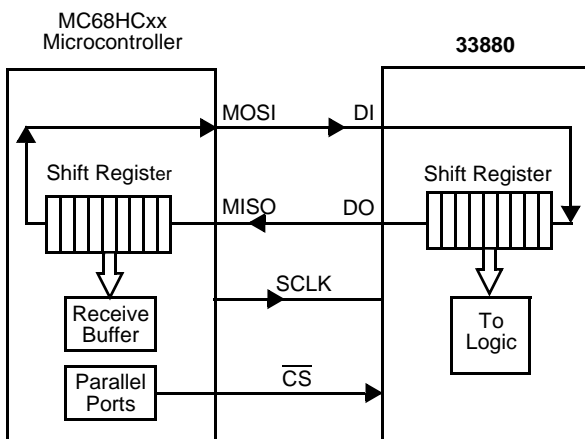 MC68HCxx
Microcontroller
33880
MOSI
DI
Shift Register
Shift Register
MISO
DO
SCLK
Receive
Buffer
To
Logic
Parallel
Ports
CS